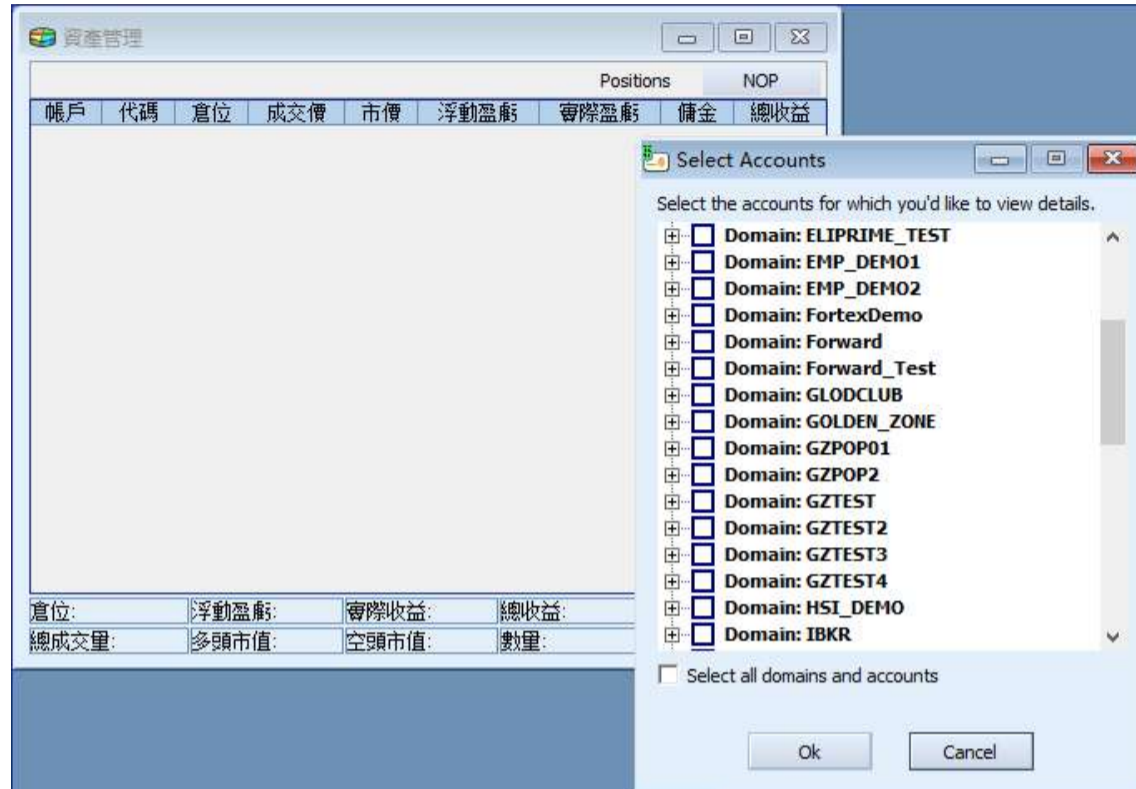 資產管理
Positions NOP
帳戶 代碼 倉位 成交價 市價 浮動盈虧 實際盈虧 傭金 總收益
Select Accounts
Select the accounts for which you'd like to view details.
Domain: ELIPRIME_TEST
Domain: EMP_DEMO1
Domain: EMP_DEMO2
Domain: FortexDemo
Domain: Forward
Domain: Forward_Test
Domain: GLODCLUB
Domain: GOLDEN_ZONE
Domain: GZPOP01
Domain: GZPOP2
Domain: GZTEST
Domain: GZTEST2
Domain: GZTEST3
Domain: GZTEST4
Domain: HSI_DEMO
Domain: IBKR
倉位: 浮動盈虧: 實際收益: 總收益:
總成交量: 多頭市值: 空頭市值: 數量:
Select all domains and accounts
Ok Cancel